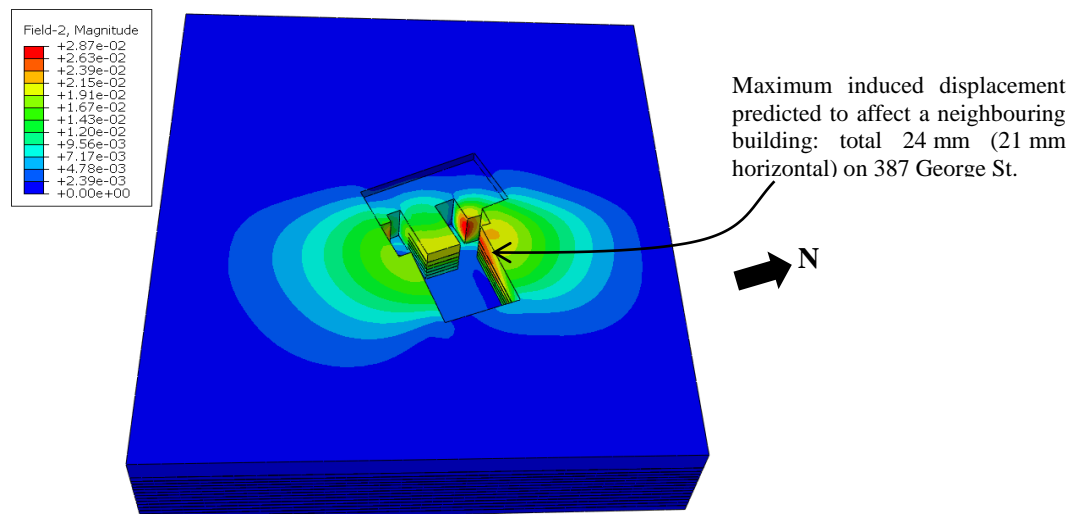 Field-2, Magnitude
+2.87e-02
+2.63e-02
+2.39e-02
+2.15e-02
+1.91e-02
+1.67e-02
+1.43e-02
+1.20e-02
+9.56e-03
+7.17e-03
+4.78e-03
+2.39e-03
+0.00e+00
Maximum induced displacement
predicted to affect a neighbouring
building: total 24 mm (21 mm
horizontal) on 387 George St.
N